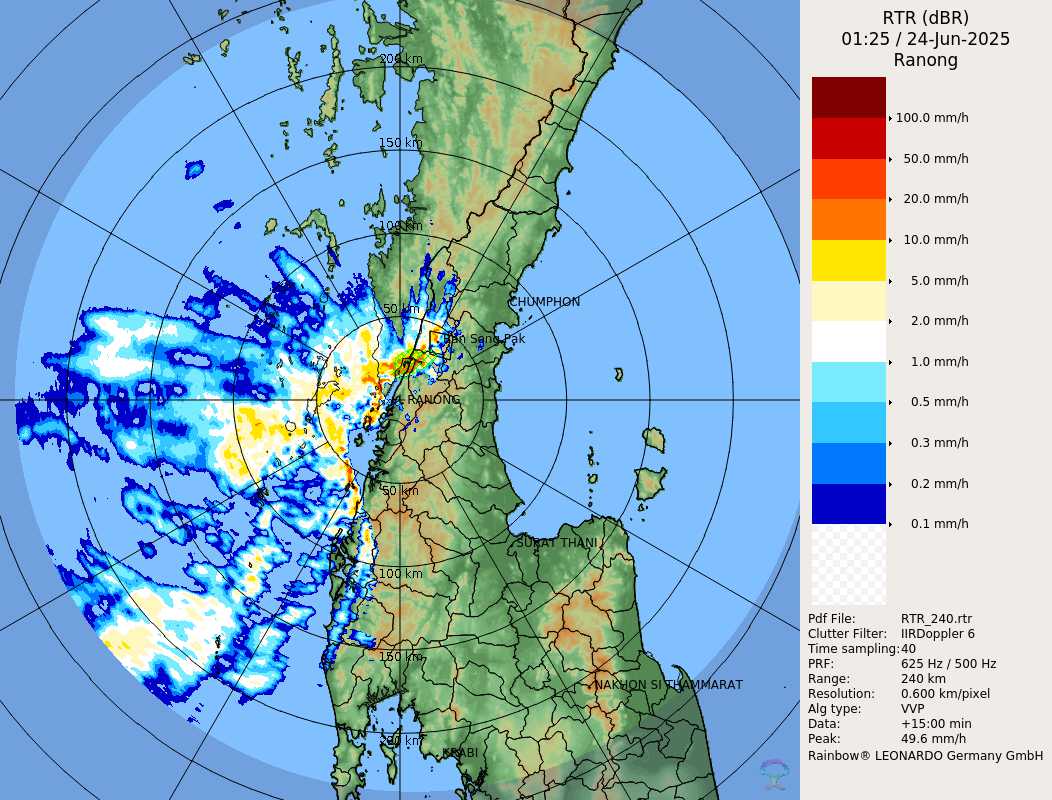 RTR (dBR)
01:25 / 24-Jun-2025
Ranong
100.0 mm/h
50.0 mm/h
20.0 mm/h
10.0 mm/h
5.0 mm/h
2.0 mm/h
1.0 mm/h
0.5 mm/h
0.3 mm/h
0.2 mm/h
0.1 mm/h
Pdf File: RTR_240.rtr
Clutter Filter: IIRDoppler 6
Time sampling:40
PRF: 625 Hz / 500 Hz
Range: 240 km
Resolution: 0.600 km/pixel
Alg type: VVP
Data: +15:00 min
Peak: 49.6 mm/h
Rainbow® LEONARDO Germany GmbH
200 km
150 km
100 km
50 km
CHUMPHON
Ban Song Pak
RANONG
50 km
SURAT THANI
100 km
150 km
NAKHON SI THAMMARAT
200 km
KRABI